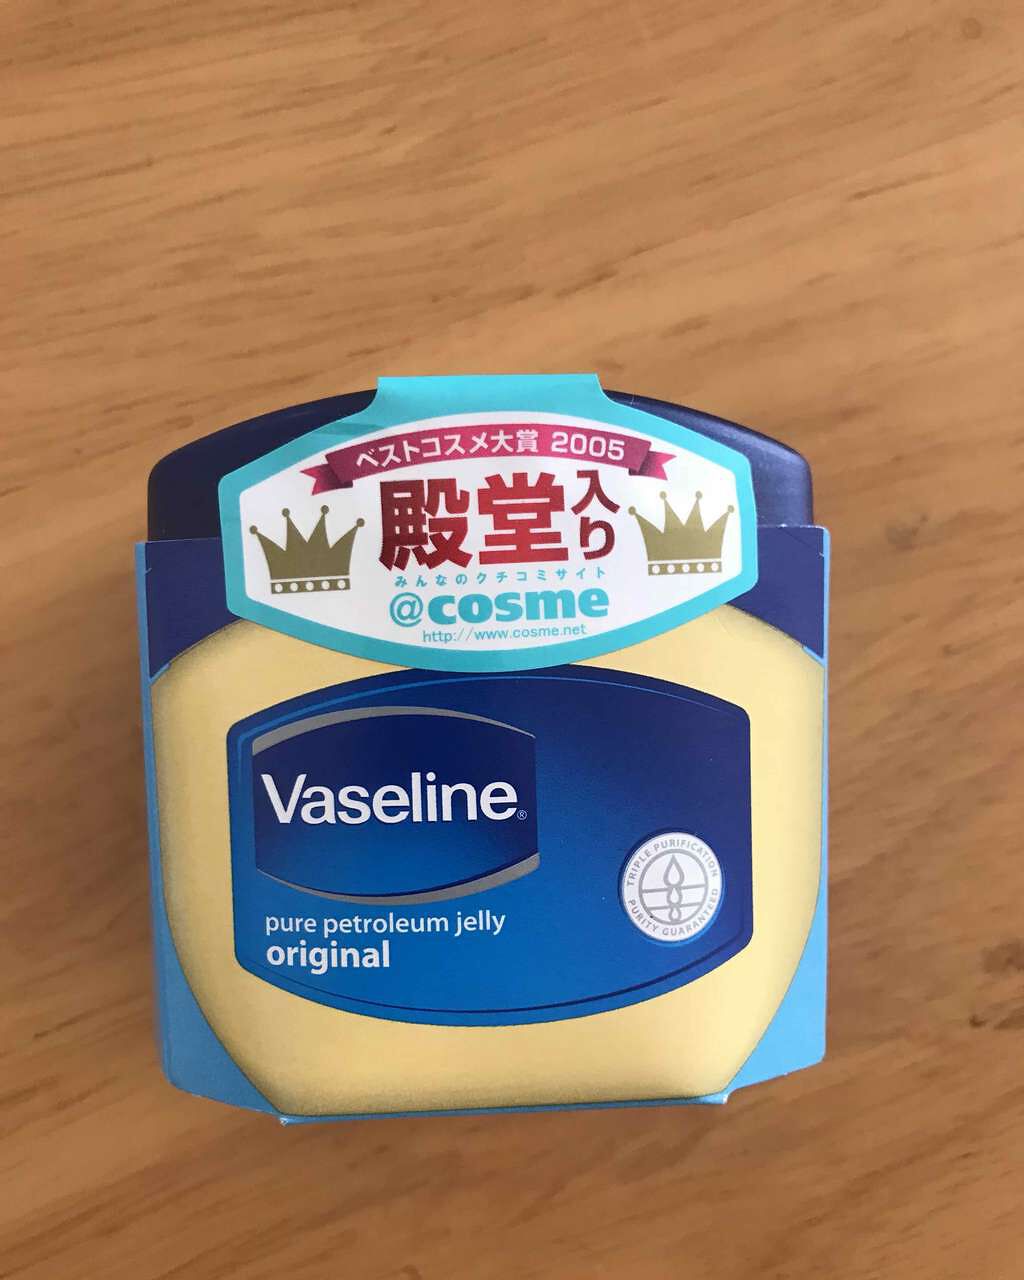 ベストコスメ大賞 2005
殿堂入り
みんなのクチコミサイト
@cosme
http://www.cosme.net
Vaseline®
pure petroleum jelly
original
TRIPLE PURIFICATION
PURITY GUARANTEED